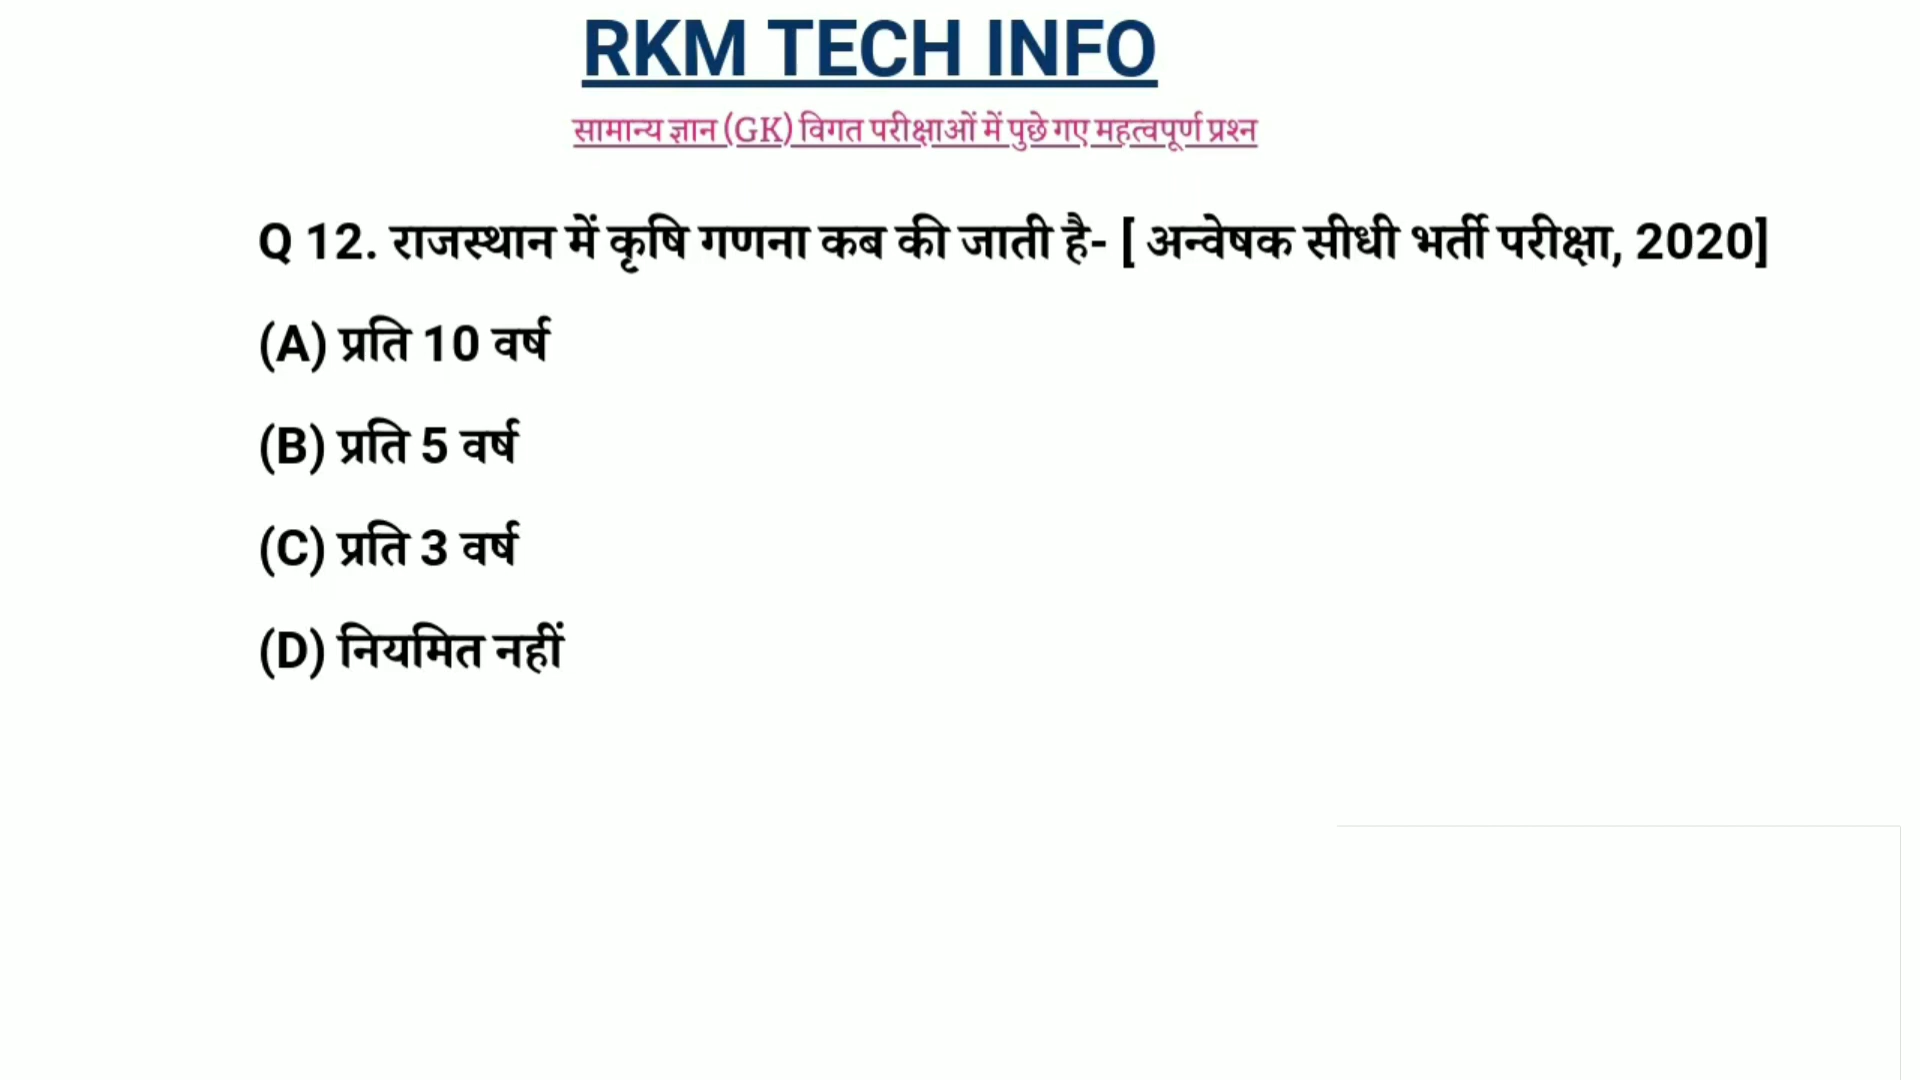 RKM TECH INFO
सामान्य ज्ञान (GK) विगत परीक्षाओं में पुछे गए महत्वपूर्ण प्रश्न
Q 12. राजस्थान में कृषि गणना कब की जाती है- [ अन्वेषक सीधी भर्ती परीक्षा, 2020]
(A) प्रति 10 वर्ष
(B) प्रति 5 वर्ष
(C) प्रति 3 वर्ष
(D) नियमित नहीं